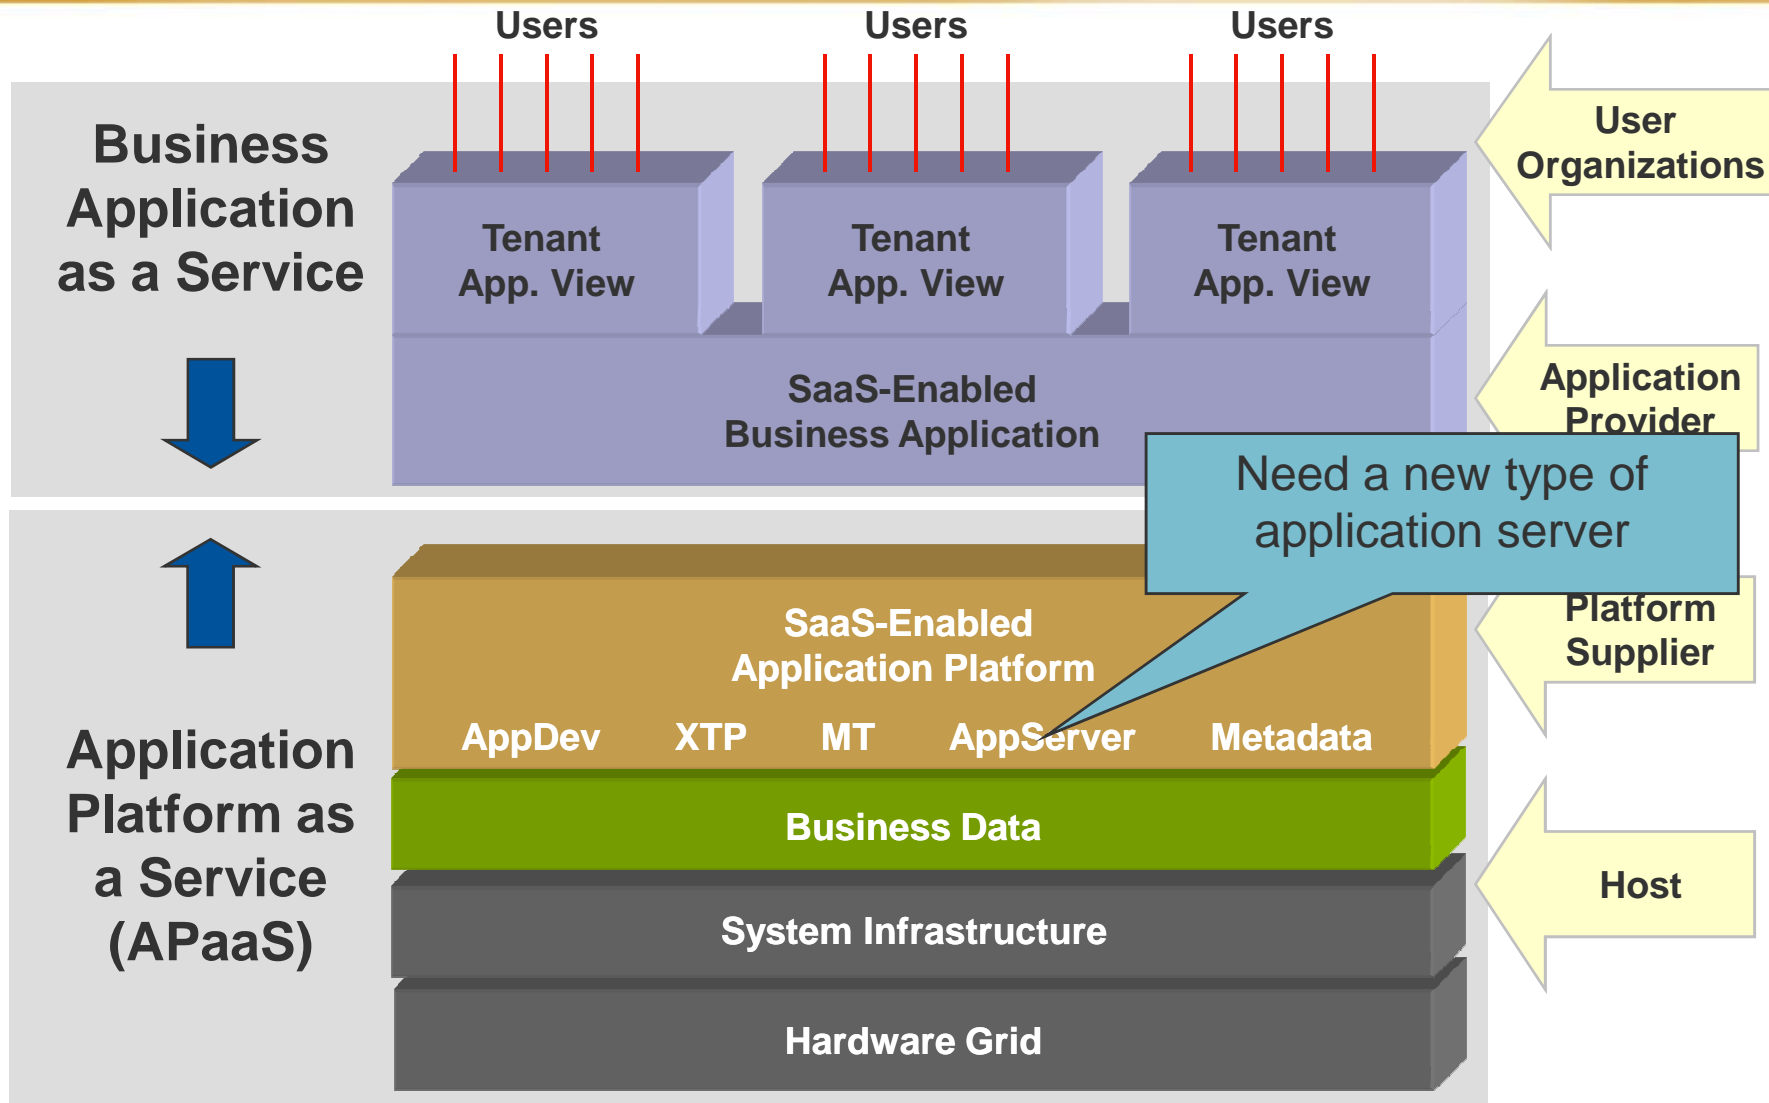 Users
Users
Users
Business
Application
as a Service
Tenant
App. View
Tenant
App. View
Tenant
App. View
User
Organizations
SaaS-Enabled
Business Application
Application
Provider
Need a new type of
application server
Application
Platform as
a Service
(APaaS)
SaaS-Enabled
Application Platform
AppDev XTP MT AppServer Metadata
Platform
Supplier
Business Data
System Infrastructure
Hardware Grid
Host